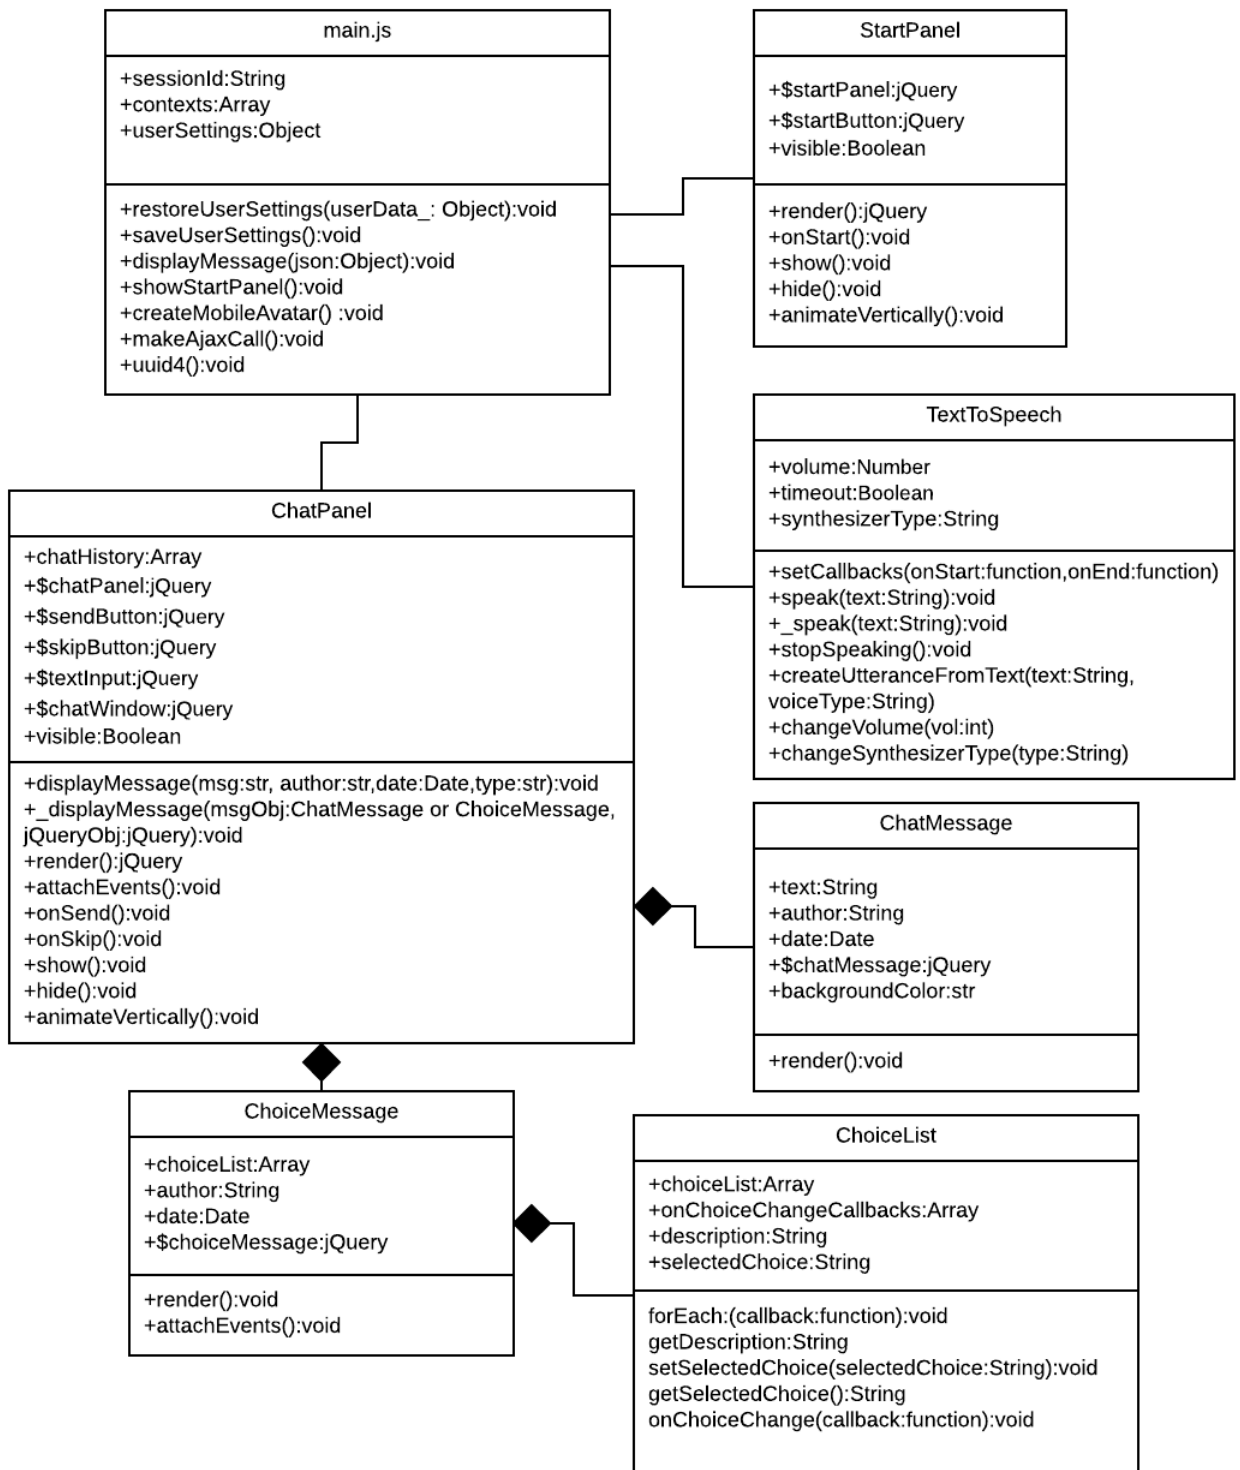 main.js
+sessionId:String
+contexts:Array
+userSettings:Object
+restoreUserSettings(userData_: Object):void
+saveUserSettings():void
+displayMessage(json:Object):void
+showStartPanel():void
+createMobileAvatar() :void
+makeAjaxCall():void
+uuid4():void
StartPanel
+$startPanel:jQuery
+$startButton:jQuery
+visible:Boolean
+render():jQuery
+onStart():void
+show():void
+hide():void
+animateVertically():void
TextToSpeech
+volume:Number
+timeout:Boolean
+synthesizerType:String
+setCallbacks(onStart:function,onEnd:function)
+speak(text:String):void
+_speak(text:String):void
+stopSpeaking():void
+createUtteranceFromText(text:String,
voiceType:String)
+changeVolume(vol:int)
+changeSynthesizerType(type:String)
ChatPanel
+chatHistory:Array
+$chatPanel:jQuery
+$sendButton:jQuery
+$skipButton:jQuery
+$textInput:jQuery
+$chatWindow:jQuery
+visible:Boolean
+displayMessage(msg:str, author:str,date:Date,type:str):void
+_displayMessage(msgObj:ChatMessage or ChoiceMessage,
jQueryObj:jQuery):void
+render():jQuery
+attachEvents():void
+onSend():void
+onSkip():void
+show():void
+hide():void
+animateVertically():void
ChatMessage
+text:String
+author:String
+date:Date
+$chatMessage:jQuery
+backgroundColor:str
+render():void
ChoiceMessage
+choiceList:Array
+author:String
+date:Date
+$choiceMessage:jQuery
+render():void
+attachEvents():void
ChoiceList
+choiceList:Array
+onChoiceChangeCallbacks:Array
+description:String
+selectedChoice:String
forEach:(callback:function):void
getDescription:String
setSelectedChoice(selectedChoice:String):void
getSelectedChoice():String
onChoiceChange(callback:function):void